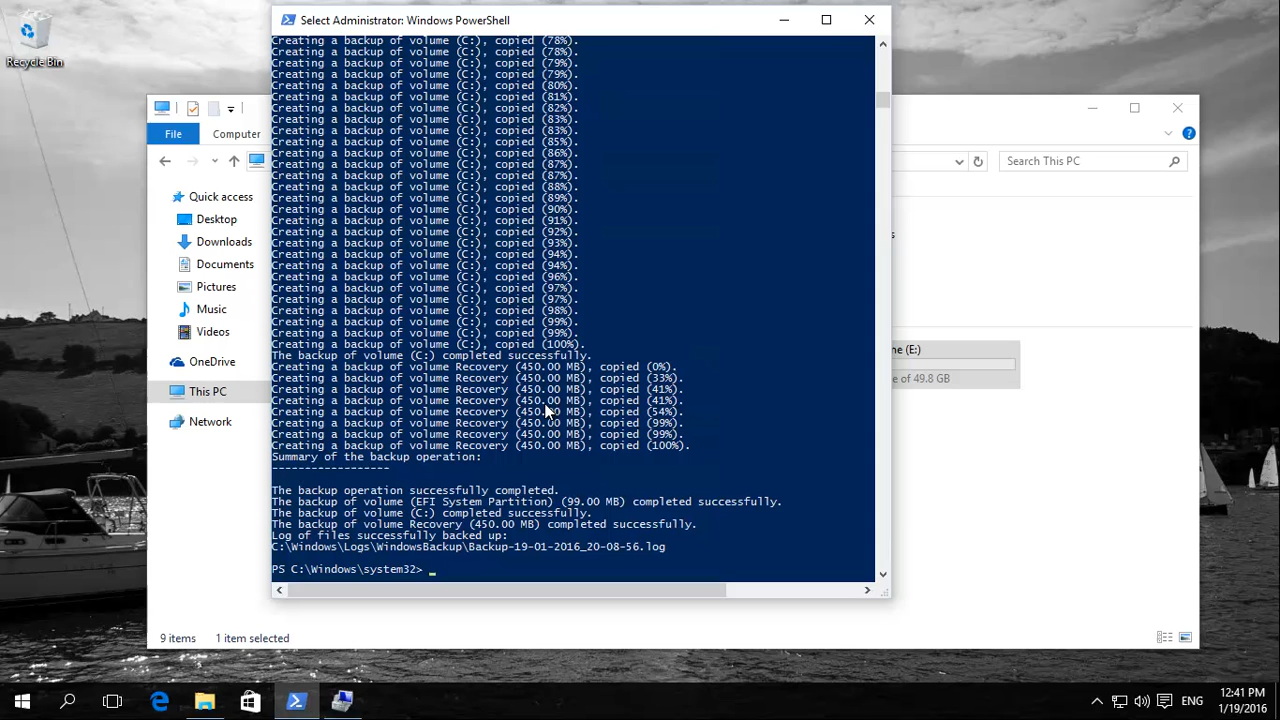 Recycle Bin
Select Administrator: Windows PowerShell
Creating a backup of volume (C:), copied (78%).
Creating a backup of volume (C:), copied (78%).
Creating a backup of volume (C:), copied (79%).
Creating a backup of volume (C:), copied (79%).
Creating a backup of volume (C:), copied (80%).
Creating a backup of volume (C:), copied (81%).
Creating a backup of volume (C:), copied (82%).
Creating a backup of volume (C:), copied (83%).
Creating a backup of volume (C:), copied (83%).
Creating a backup of volume (C:), copied (85%).
Creating a backup of volume (C:), copied (86%).
Creating a backup of volume (C:), copied (87%).
Creating a backup of volume (C:), copied (87%).
Creating a backup of volume (C:), copied (88%).
Creating a backup of volume (C:), copied (89%).
Creating a backup of volume (C:), copied (90%).
Creating a backup of volume (C:), copied (91%).
Creating a backup of volume (C:), copied (92%).
Creating a backup of volume (C:), copied (93%).
Creating a backup of volume (C:), copied (94%).
Creating a backup of volume (C:), copied (94%).
Creating a backup of volume (C:), copied (96%).
Creating a backup of volume (C:), copied (97%).
Creating a backup of volume (C:), copied (97%).
Creating a backup of volume (C:), copied (98%).
Creating a backup of volume (C:), copied (99%).
Creating a backup of volume (C:), copied (99%).
Creating a backup of volume (C:), copied (100%).
The backup of volume (C:) completed successfully.
Creating a backup of volume Recovery (450.00 MB), copied (0%).
Creating a backup of volume Recovery (450.00 MB), copied (33%).
Creating a backup of volume Recovery (450.00 MB), copied (41%).
Creating a backup of volume Recovery (450.00 MB), copied (41%).
Creating a backup of volume Recovery (450.00 MB), copied (54%).
Creating a backup of volume Recovery (450.00 MB), copied (99%).
Creating a backup of volume Recovery (450.00 MB), copied (99%).
Creating a backup of volume Recovery (450.00 MB), copied (100%).
Summary of the backup operation:
------------------
The backup operation successfully completed.
The backup of volume (EFI System Partition) (99.00 MB) completed successfully.
The backup of volume (C:) completed successfully.
The backup of volume Recovery (450.00 MB) completed successfully.
Log of files successfully backed up:
C:\Windows\Logs\WindowsBackup\Backup-19-01-2016_20-08-56.log
PS C:\Windows\system32> _
File Computer
Search This PC
Quick access
Desktop
Downloads
Documents
Pictures
Music
Videos
OneDrive
This PC
Network
s
me (E:)
e of 49.8 GB
9 items 1 item selected
ENG
12:41 PM
1/19/2016